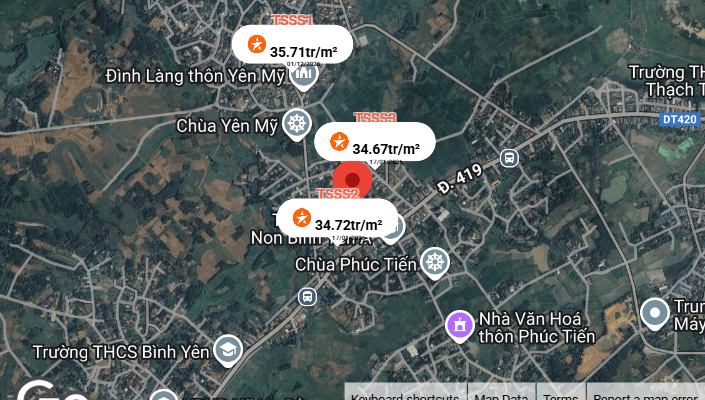 TSSS1
35.71tr/m²
Đình Làng thôn Yên Mỹ
Trường TH
Thạch T
DT420
Chùa Yên Mỹ
TSSS3
34.67tr/m²
Đ. 419
TSSS2
34.72tr/m²
Chùa Phúc Tiến
Nhà Văn Hoá
thôn Phúc Tiến
Trun
Máy
Trường THCS Bình Yên
Keyboard shortcuts
Map Data
Terms
Report a map error